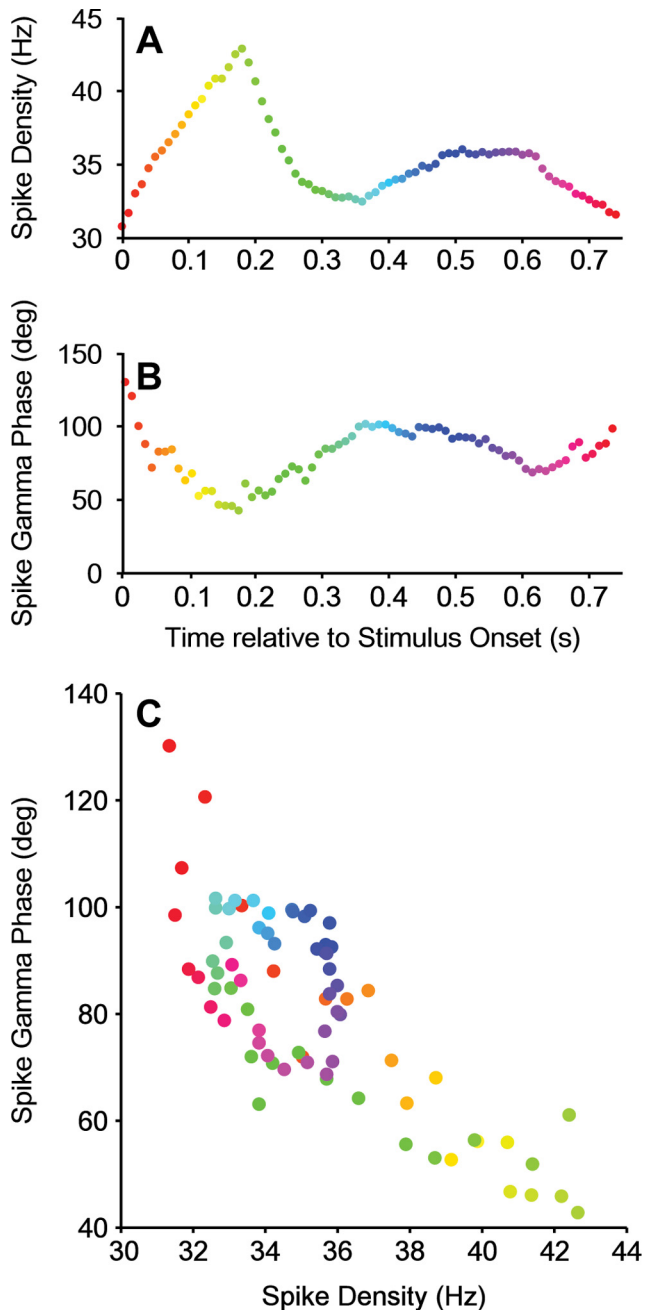 A
Spike Density (Hz)
45
40
35
30
0 0.1 0.2 0.3 0.4 0.5 0.6 0.7
B
Spike Gamma Phase (deg)
150
100
50
0
0 0.1 0.2 0.3 0.4 0.5 0.6 0.7
Time relative to Stimulus Onset (s)
C
Spike Gamma Phase (deg)
140
120
100
80
60
40
30 32 34 36 38 40 42 44
Spike Density (Hz)